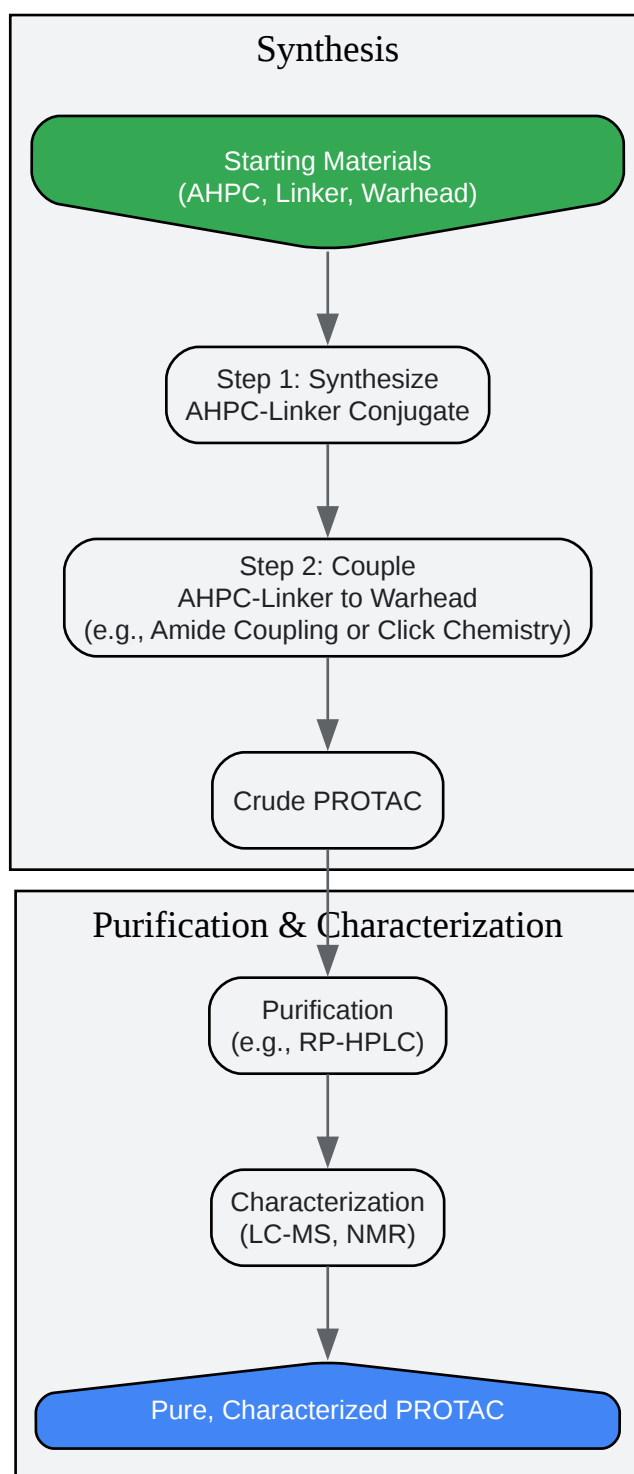 Synthesis
Starting Materials
(AHPC, Linker, Warhead)
Step 1: Synthesize
AHPC-Linker Conjugate
Step 2: Couple
AHPC-Linker to Warhead
(e.g., Amide Coupling or Click Chemistry)
Crude PROTAC
Purification & Characterization
Purification
(e.g., RP-HPLC)
Characterization
(LC-MS, NMR)
Pure, Characterized PROTAC